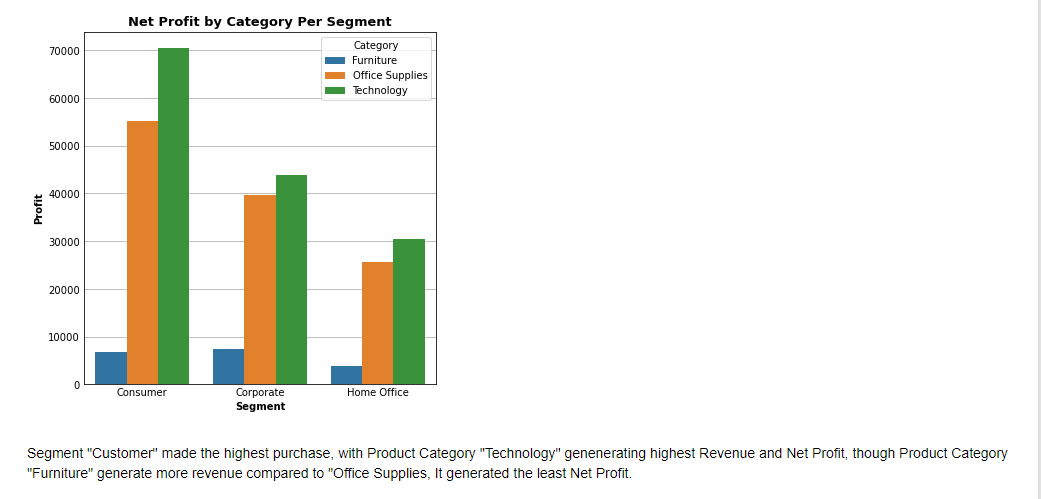 Net Profit by Category Per Segment
Category
Furniture
Office Supplies
Technology
70000
60000
50000
40000
30000
20000
10000
0
Profit
Consumer
Corporate
Home Office
Segment
Segment "Customer" made the highest purchase, with Product Category "Technology" genenerating highest Revenue and Net Profit, though Product Category
"Furniture" generate more revenue compared to "Office Supplies, It generated the least Net Profit.